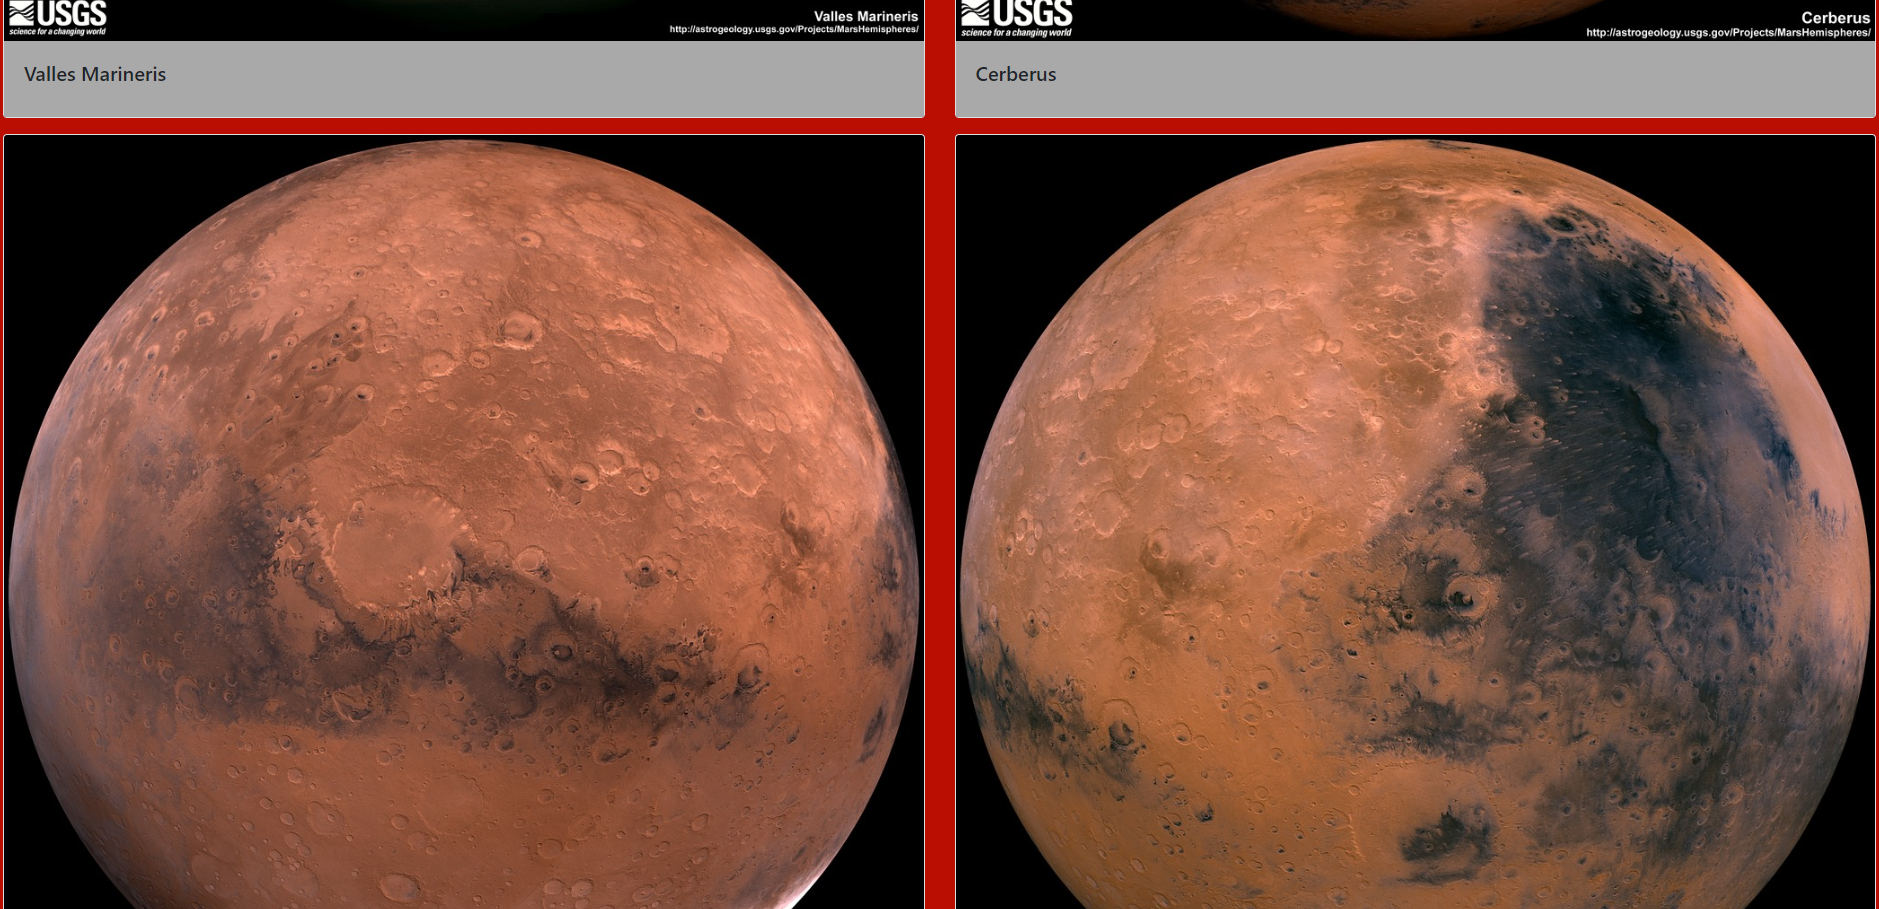 USGS
science for a changing world
Valles Marineris
http://astrogeology.usgs.gov/Projects/MarsHemispheres/
Valles Marineris
USGS
science for a changing world
Cerberus
http://astrogeology.usgs.gov/Projects/MarsHemispheres/
Cerberus